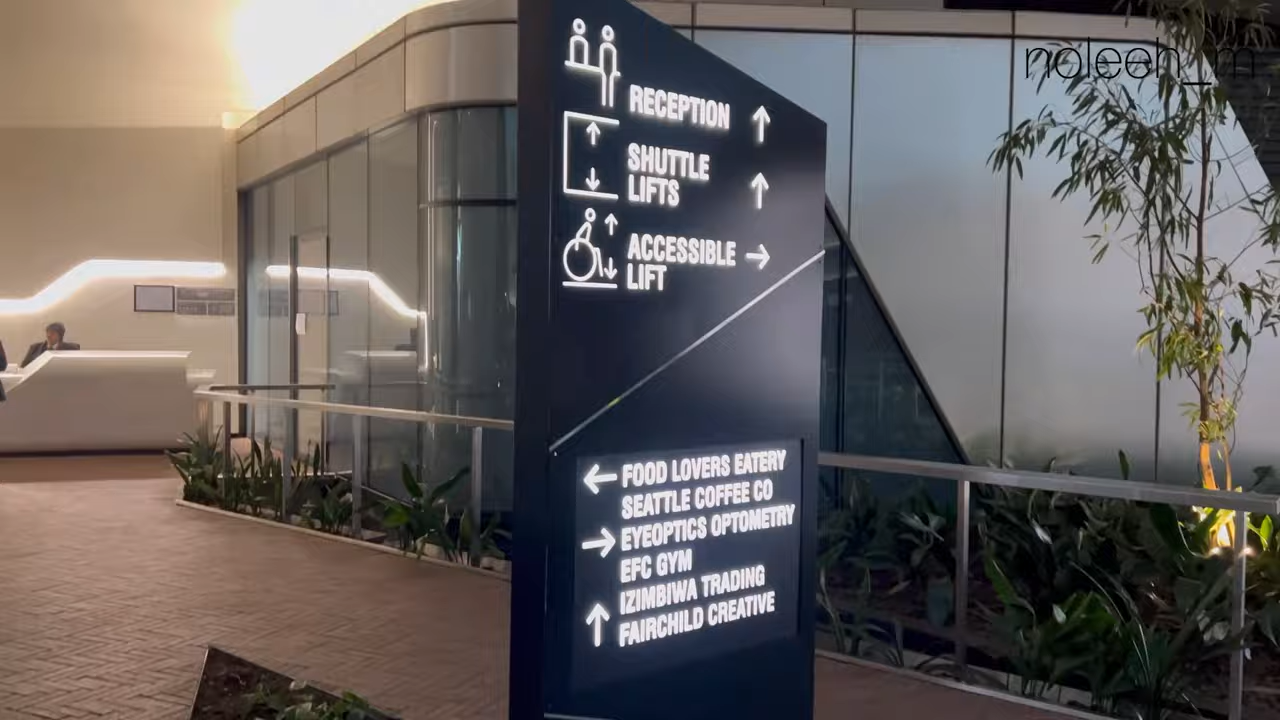 noleeh_m
RECEPTION ↑
SHUTTLE
LIFTS ↑
ACCESSIBLE →
LIFT
← FOOD LOVERS EATERY
SEATTLE COFFEE CO
→ EYEOPTICS OPTOMETRY
EFC GYM
IZIMBIWA TRADING
↑ FAIRCHILD CREATIVE